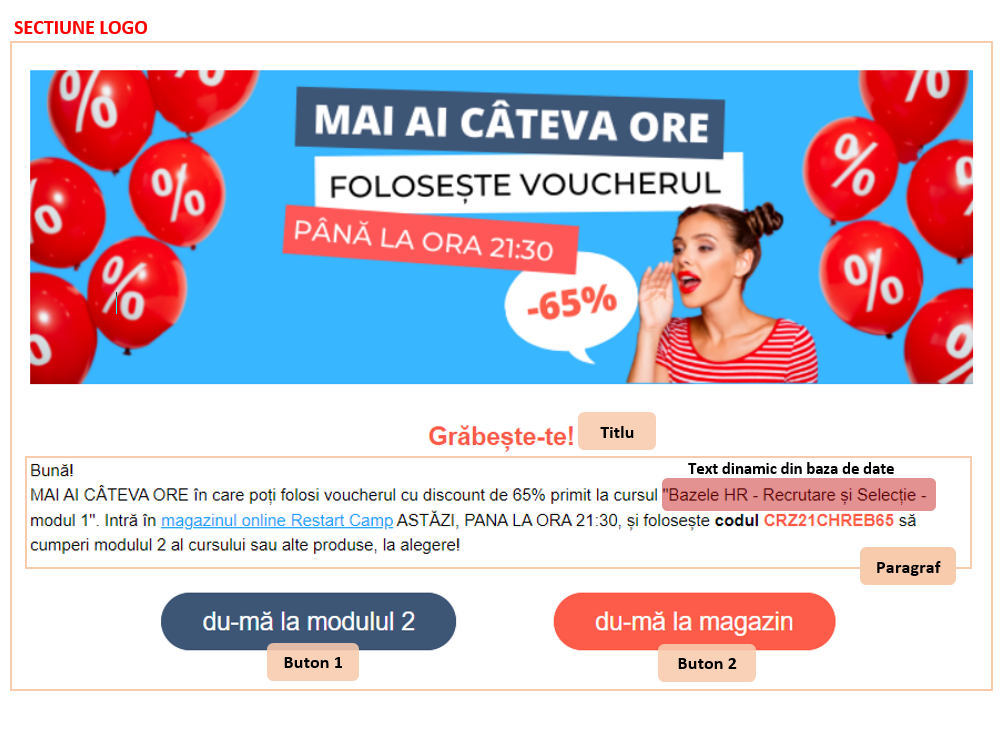 SECTIUNE LOGO
%
%
%
%
%
%
%
%
%
%
MAI AI CÂTEVA ORE
FOLOSEȘTE VOUCHERUL
PÂNĂ LA ORA 21:30
-65%
Grăbește-te!
Titlu
Bună!
Text dinamic din baza de date
MAI AI CÂTEVA ORE în care poți folosi voucherul cu discount de 65% primit la cursul "Bazele HR - Recrutare și Selecție -
modul 1". Intră în magazinul online Restart Camp ASTĂZI, PANA LA ORA 21:30, și folosește codul CRZ21CHREB65 să
cumperi modulul 2 al cursului sau alte produse, la alegere!
Paragraf
du-mă la modulul 2
du-mă la magazin
Buton 1
Buton 2